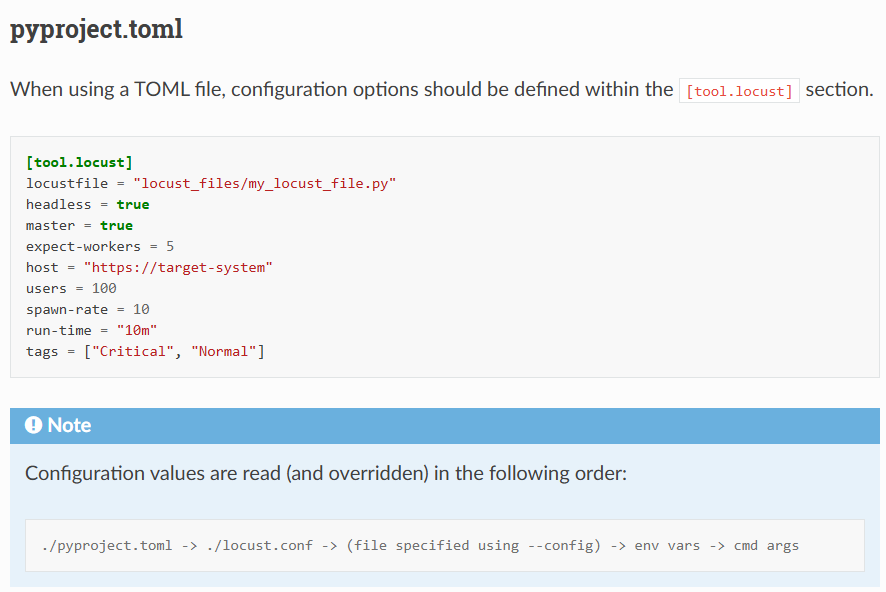 pyproject.toml
When using a TOML file, configuration options should be defined within the [tool.locust] section.
[tool.locust]
locustfile = "locust_files/my_locust_file.py"
headless = true
master = true
expect-workers = 5
host = "https://target-system"
users = 100
spawn-rate = 10
run-time = "10m"
tags = ["Critical", "Normal"]
Note
Configuration values are read (and overridden) in the following order:
./pyproject.toml -> ./locust.conf -> (file specified using --config) -> env vars -> cmd args